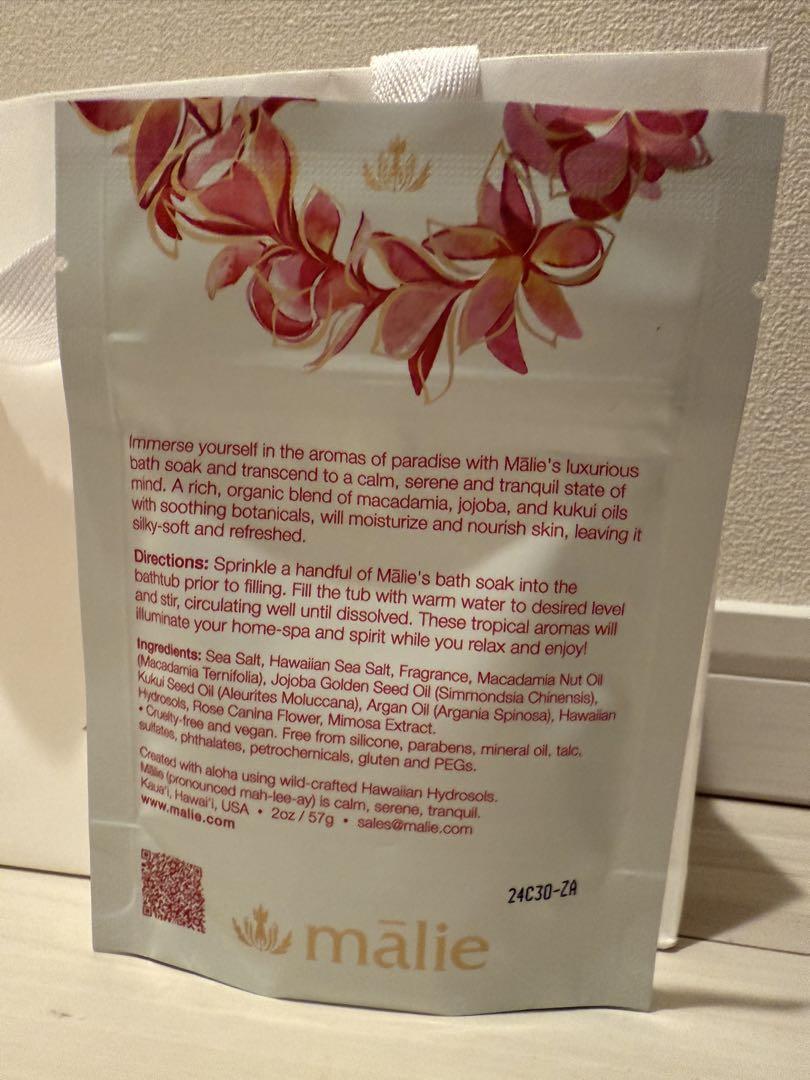 Immerse yourself in the aromas of paradise with Mālie's luxurious
bath soak and transcend to a calm, serene and tranquil state of
mind. A rich, organic blend of macadamia, jojoba, and kukui oils
with soothing botanicals, will moisturize and nourish skin, leaving it
silky-soft and refreshed.
Directions: Sprinkle a handful of Mālie's bath soak into the
bathtub prior to filling. Fill the tub with warm water to desired level
and stir, circulating well until dissolved. These tropical aromas will
illuminate your home-spa and spirit while you relax and enjoy!
Ingredients: Sea Salt, Hawaiian Sea Salt, Fragrance, Macadamia Nut Oil
(Macadamia Ternifolia), Jojoba Golden Seed Oil (Simmondsia Chinensis),
Kukui Seed Oil (Aleurites Moluccana), Argan Oil (Argania Spinosa), Hawaiian
Hydrosols, Rose Canina Flower, Mimosa Extract.
• Cruelty-free and vegan. Free from silicone, parabens, mineral oil, talc,
sulfates, phthalates, petrochemicals, gluten and PEGs.
Created with aloha using wild-crafted Hawaiian Hydrosols.
Mālie (pronounced mah-lee-ay) is calm, serene, tranquil.
Kaua'i, Hawai'i, USA • 2oz / 57g • sales@malie.com
www.malie.com
24C30-ZA
mālie